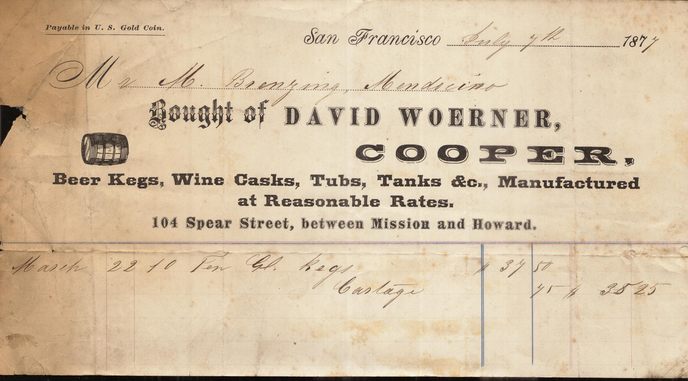 Payable in U. S. Gold Coin.
San Francisco July 7th 1877
Mr M. Brenzing, Mendicino
Bought of DAVID WOERNER,
COOPER,
Beer Kegs, Wine Casks, Tubs, Tanks &c., Manufactured
at Reasonable Rates.
104 Spear Street, between Mission and Howard.
March 22 10 Ten Gl. Kegs $ 37 50
Cartage 75 $ 38 25